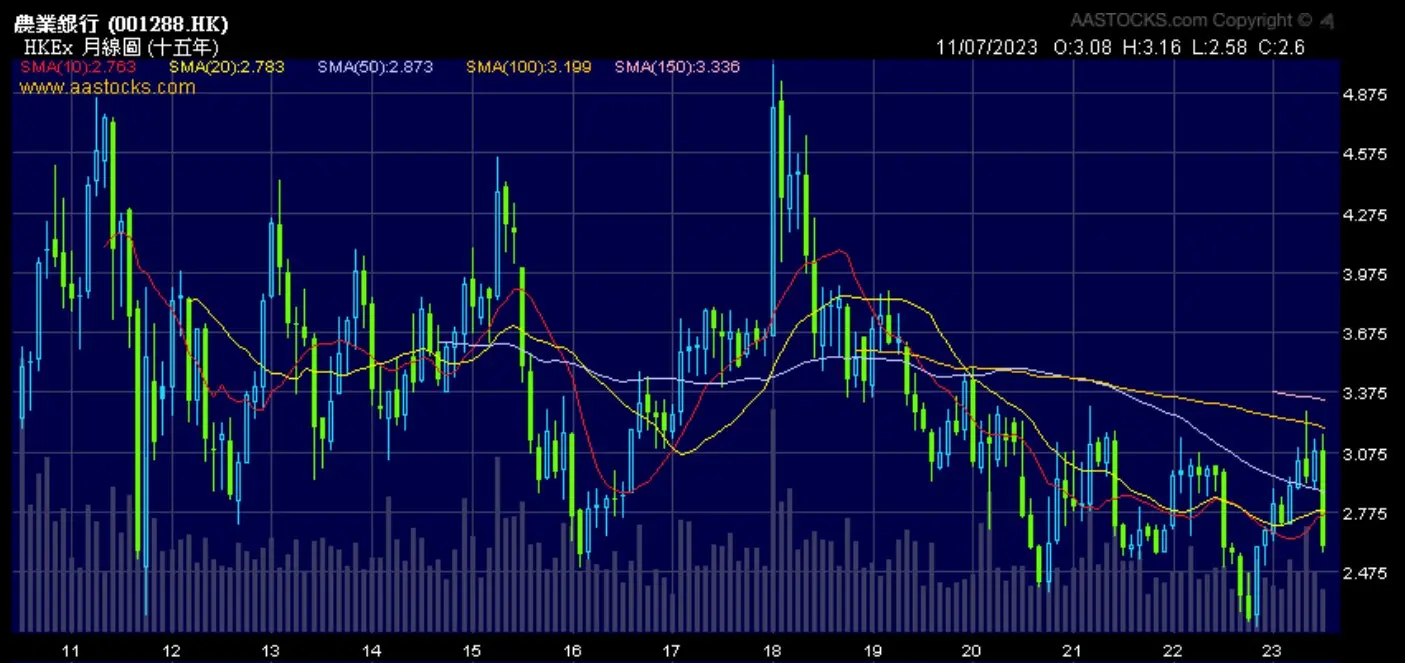 農業銀行 (001288.HK)
AASTOCKS.com Copyright ©
HKEx 月線圖 (十五年)
11/07/2023 O:3.08 H:3.16 L:2.58 C:2.6
SMA(10):2.763 SMA(20):2.783 SMA(50):2.873 SMA(100):3.199 SMA(150):3.336
www.aastocks.com
4.875
4.575
4.275
3.975
3.675
3.375
3.075
2.775
2.475
11 12 13 14 15 16 17 18 19 20 21 22 23